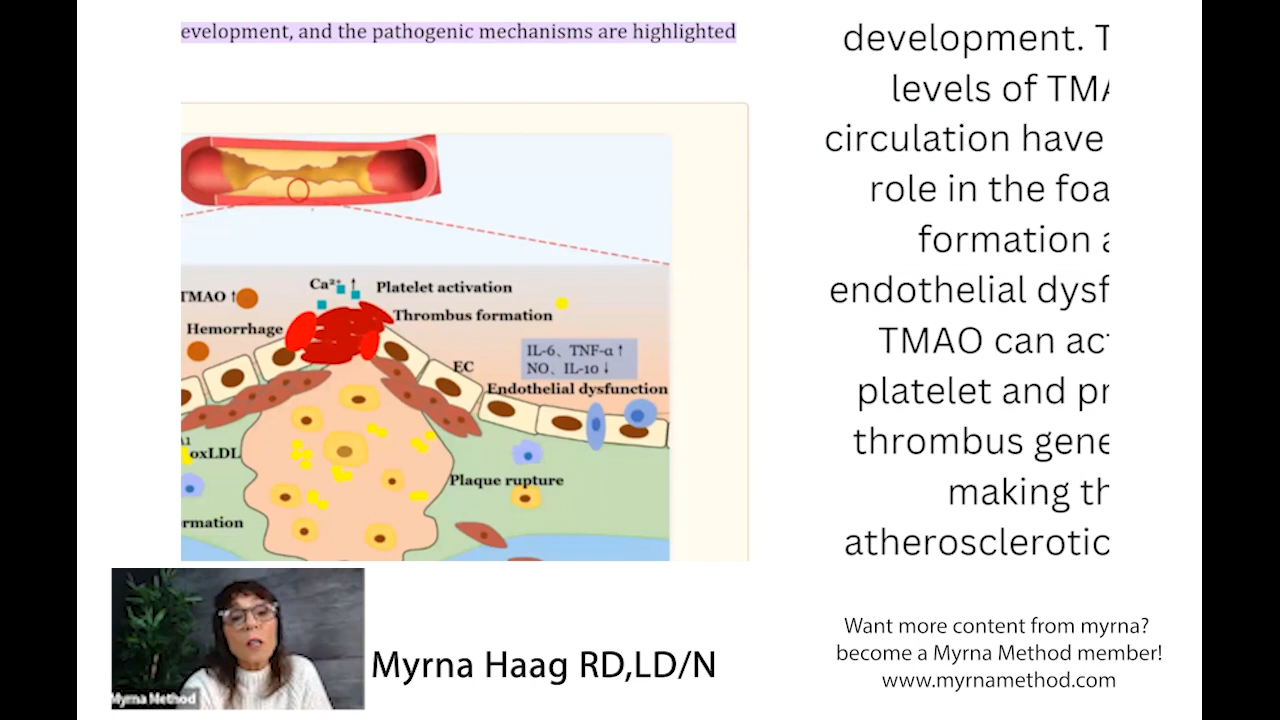 evelopment, and the pathogenic mechanisms are highlighted
Ca²⁺ ↑
Platelet activation
TMAO ↑
Thrombus formation
Hemorrhage
IL-6、TNF-α ↑
NO、IL-10 ↓
EC
Endothelial dysfunction
oxLDL
Plaque rupture
rmation
development. T
levels of TMA
circulation have
role in the foa
formation a
endothelial dysf
TMAO can act
platelet and pr
thrombus gene
making th
atherosclerotic
Myrna Method
Myrna Haag RD,LD/N
Want more content from myrna?
become a Myrna Method member!
www.myrnamethod.com